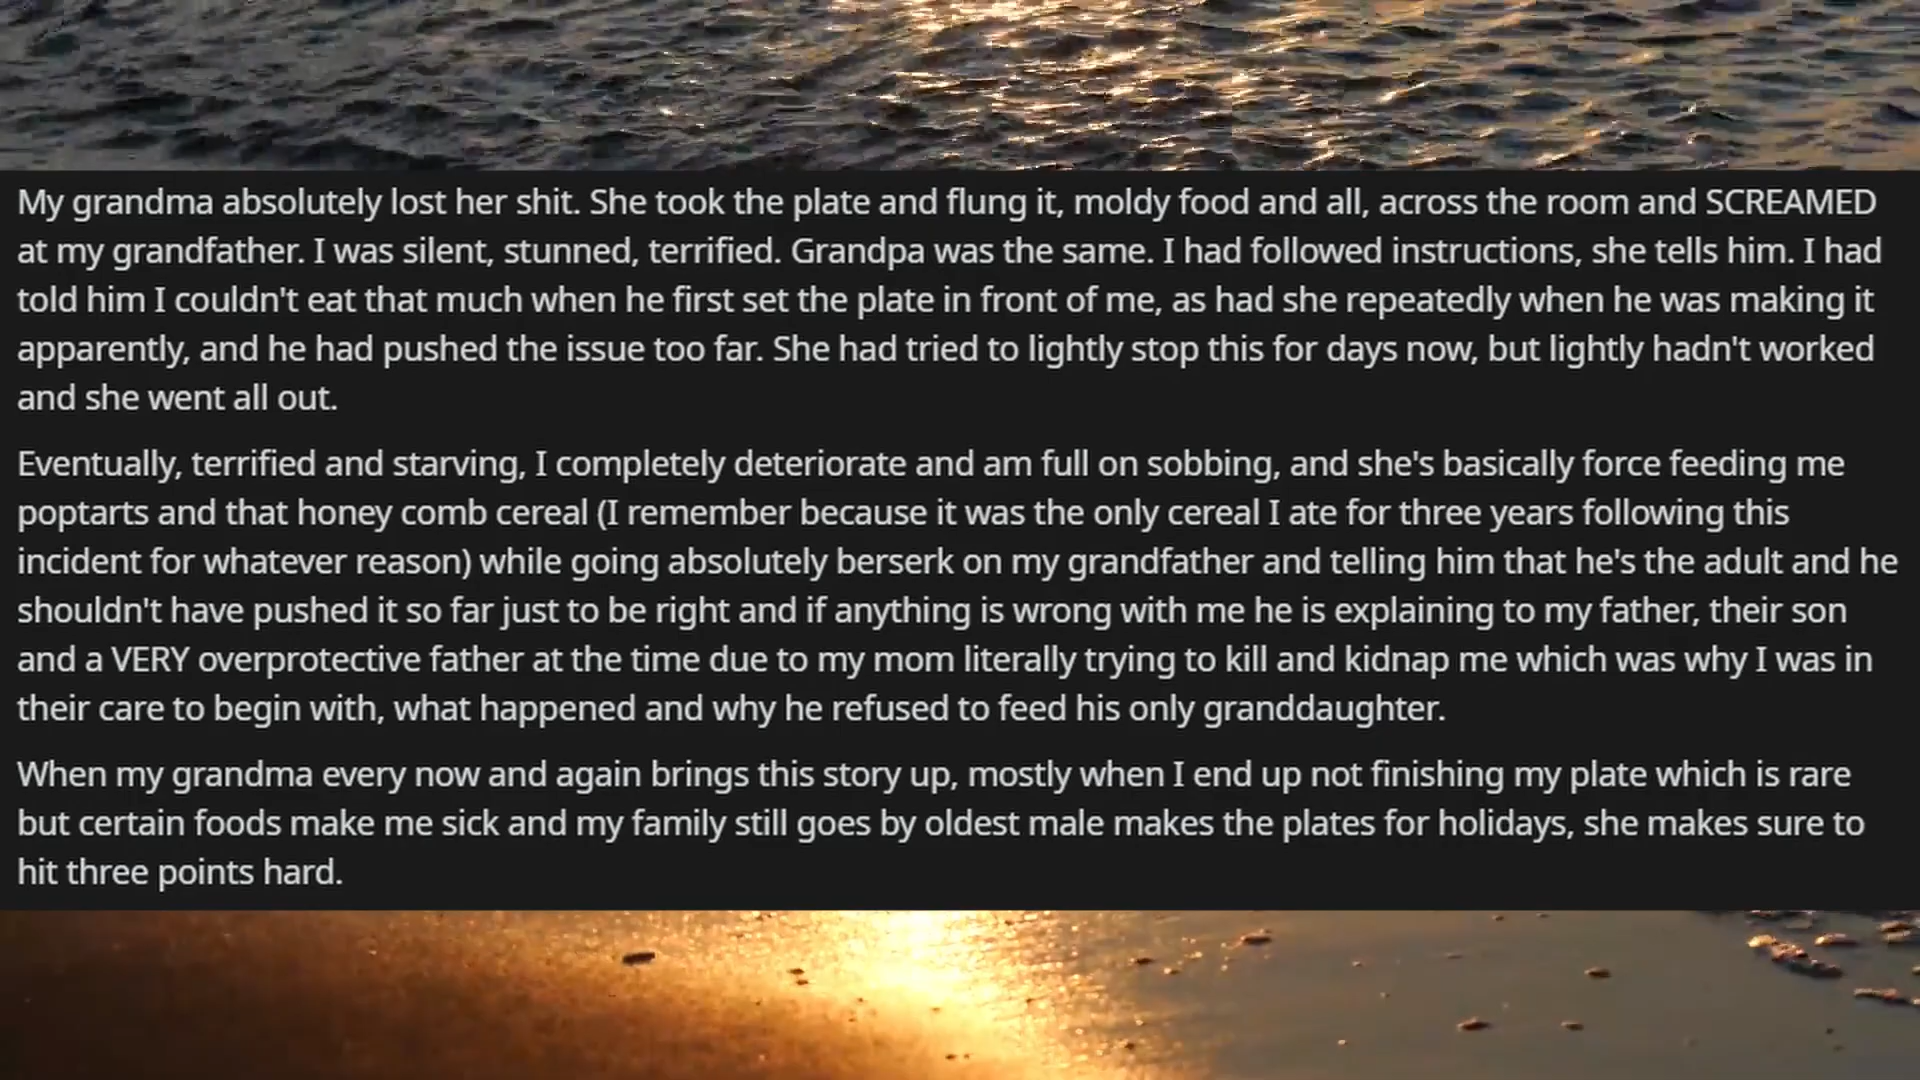 My grandma absolutely lost her shit. She took the plate and flung it, moldy food and all, across the room and SCREAMED
at my grandfather. I was silent, stunned, terrified. Grandpa was the same. I had followed instructions, she tells him. I had
told him I couldn't eat that much when he first set the plate in front of me, as had she repeatedly when he was making it
apparently, and he had pushed the issue too far. She had tried to lightly stop this for days now, but lightly hadn't worked
and she went all out.
Eventually, terrified and starving, I completely deteriorate and am full on sobbing, and she's basically force feeding me
poptarts and that honey comb cereal (I remember because it was the only cereal I ate for three years following this
incident for whatever reason) while going absolutely berserk on my grandfather and telling him that he's the adult and he
shouldn't have pushed it so far just to be right and if anything is wrong with me he is explaining to my father, their son
and a VERY overprotective father at the time due to my mom literally trying to kill and kidnap me which was why I was in
their care to begin with, what happened and why he refused to feed his only granddaughter.
When my grandma every now and again brings this story up, mostly when I end up not finishing my plate which is rare
but certain foods make me sick and my family still goes by oldest male makes the plates for holidays, she makes sure to
hit three points hard.